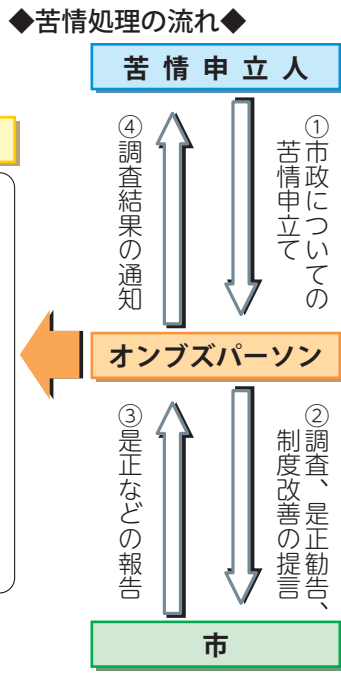 ◆苦情処理の流れ◆
苦情申立人
①市政についての
苦情申立て
④調査結果の通知
オンブズパーソン
②調査、是正勧告、
制度改善の提言
③是正などの報告
市